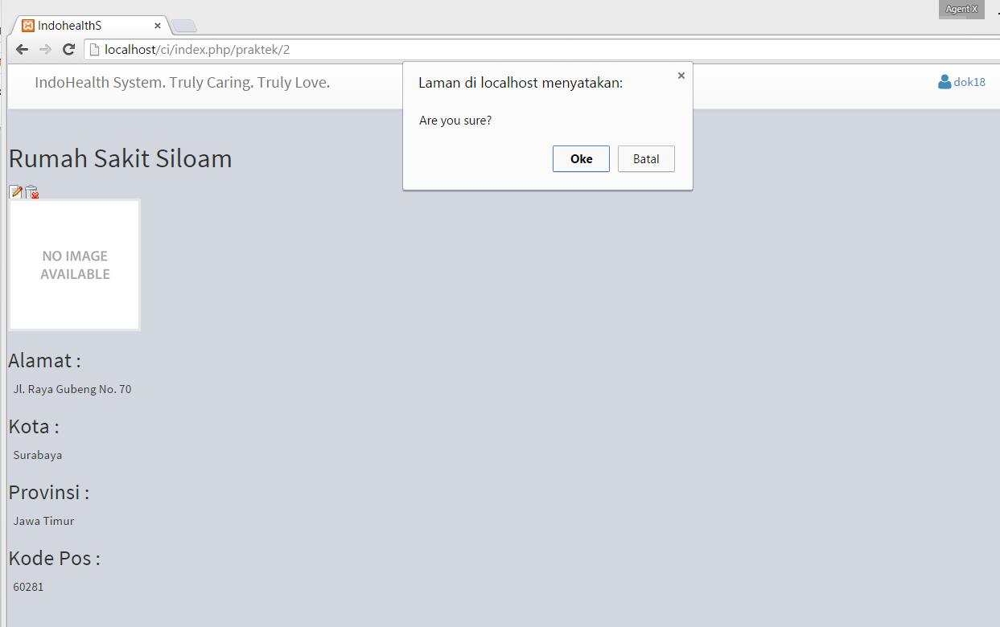 Agent X
IndohealthS
localhost/ci/index.php/praktek/2
IndoHealth System. Truly Caring. Truly Love.
dok18
Laman di localhost menyatakan:
Are you sure?
Oke Batal
Rumah Sakit Siloam
NO IMAGE
AVAILABLE
Alamat :
Jl. Raya Gubeng No. 70
Kota :
Surabaya
Provinsi :
Jawa Timur
Kode Pos :
60281